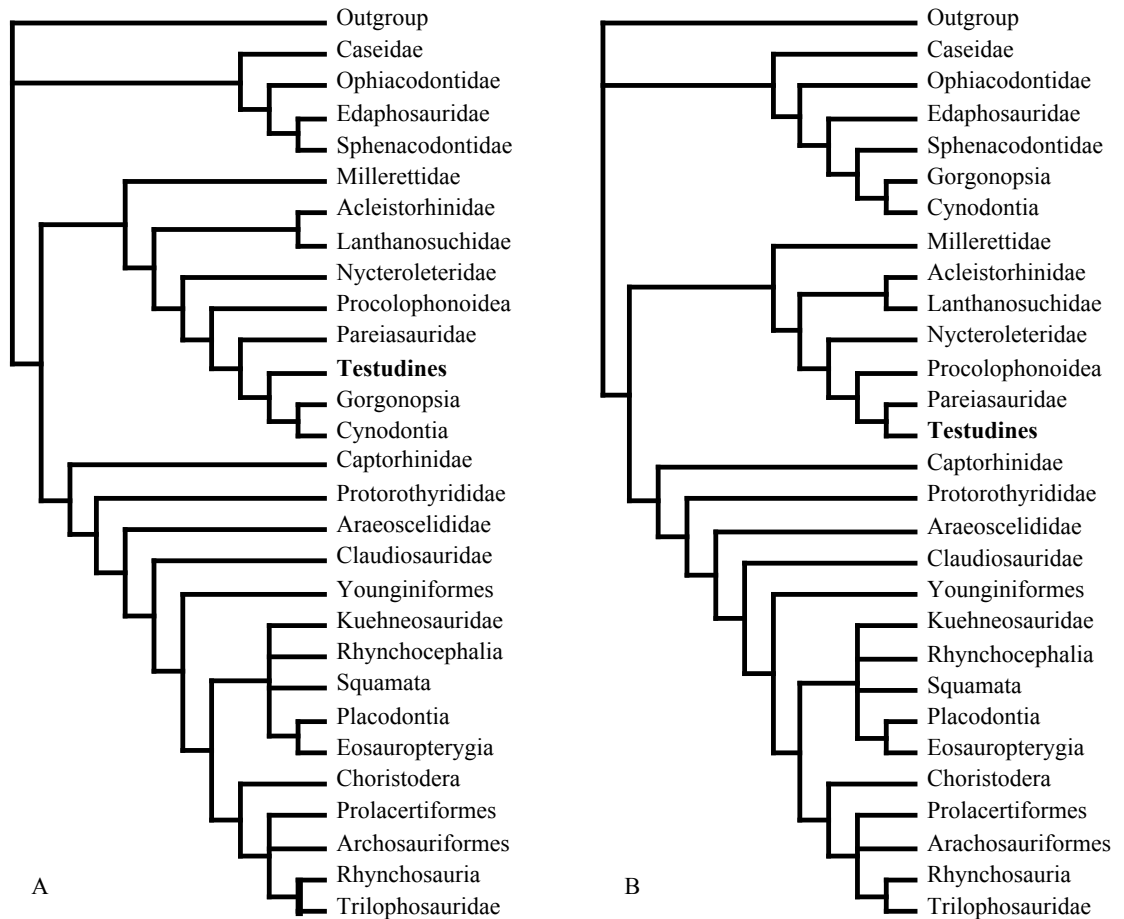 Outgroup
Caseidae
Ophiacodontidae
Edaphosauridae
Sphenacodontidae
Millerettidae
Acleistorhinidae
Lanthanosuchidae
Nycteroleteridae
Procolophonoidea
Pareiasauridae
Testudines
Gorgonopsia
Cynodontia
Captorhinidae
Protorothyrididae
Araeoscelididae
Claudiosauridae
Younginiformes
Kuehneosauridae
Rhynchocephalia
Squamata
Placodontia
Eosauropterygia
Choristodera
Prolacertiformes
Archosauriformes
Rhynchosauria
Trilophosauridae
A
Outgroup
Caseidae
Ophiacodontidae
Edaphosauridae
Sphenacodontidae
Gorgonopsia
Cynodontia
Millerettidae
Acleistorhinidae
Lanthanosuchidae
Nycteroleteridae
Procolophonoidea
Pareiasauridae
Testudines
Captorhinidae
Protorothyrididae
Araeoscelididae
Claudiosauridae
Younginiformes
Kuehneosauridae
Rhynchocephalia
Squamata
Placodontia
Eosauropterygia
Choristodera
Prolacertiformes
Arachosauriformes
Rhynchosauria
Trilophosauridae
B